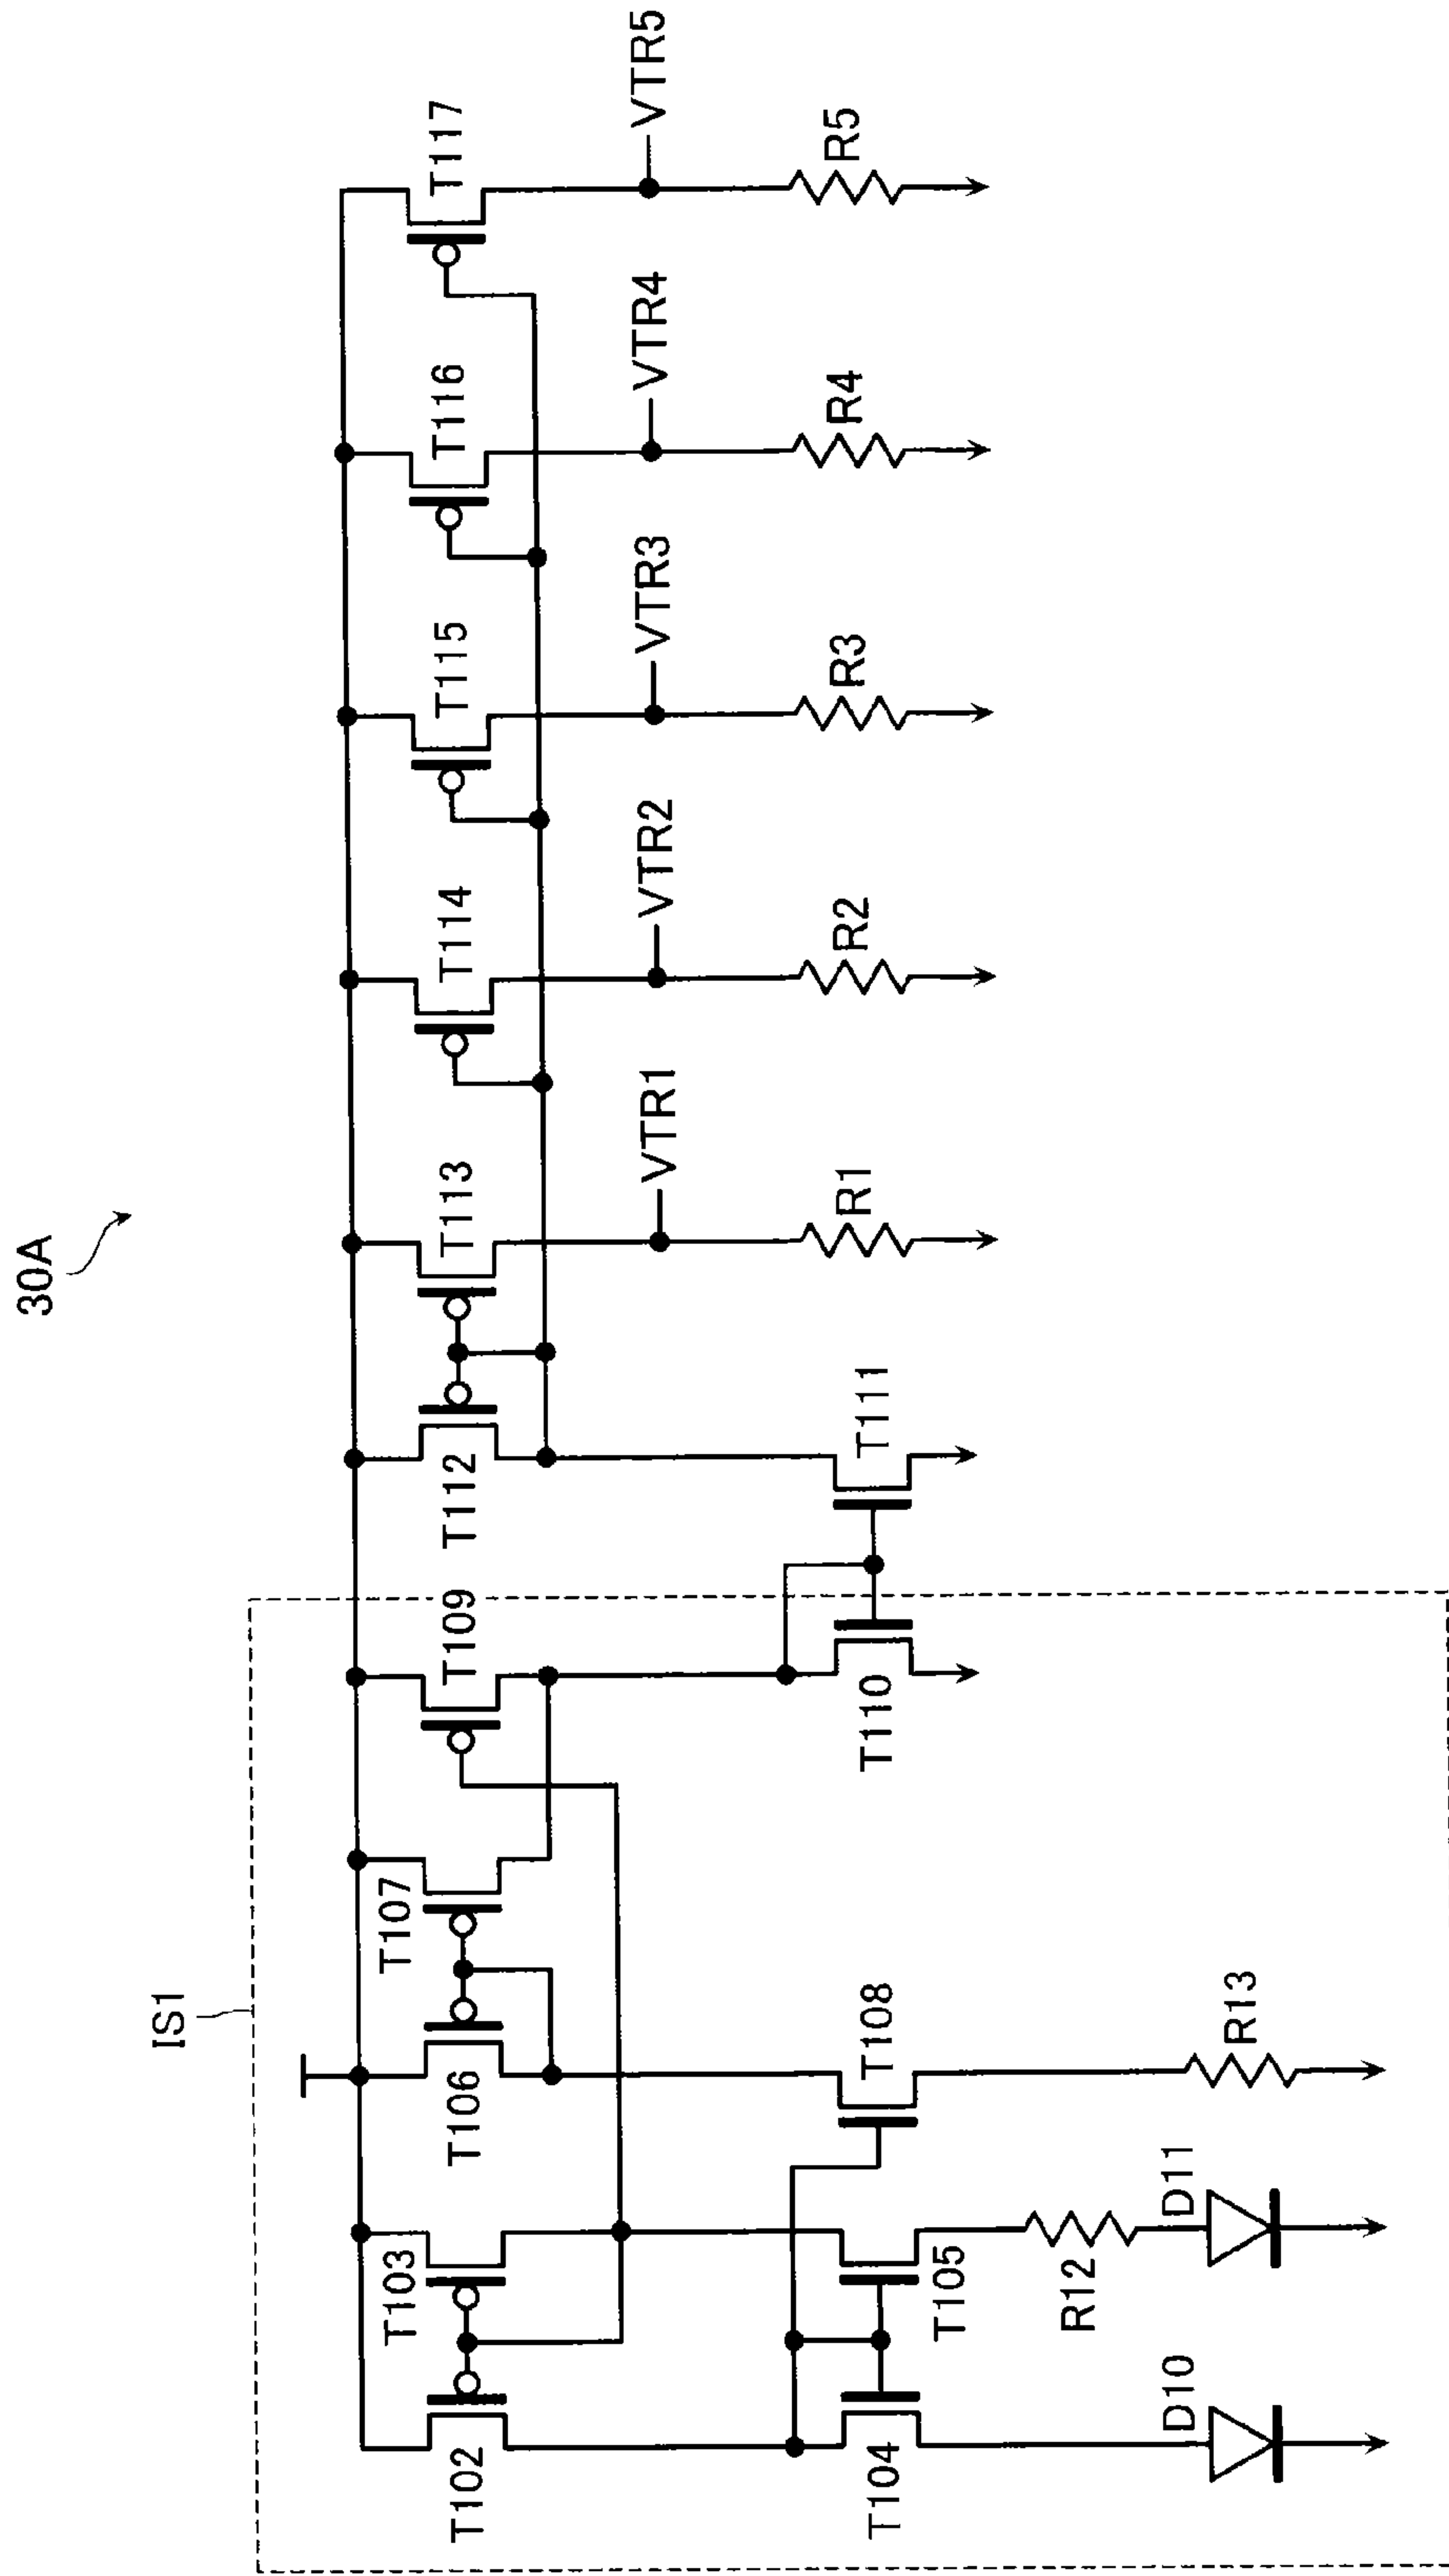 30A
IS1
T102
T103
T106
T107
T109
T112
T113
T114
T115
T116
T117
VTR1
VTR2
VTR3
VTR4
VTR5
T104
T105
T108
T110
T111
R1
R2
R3
R4
R5
D10
R12
D11
R13